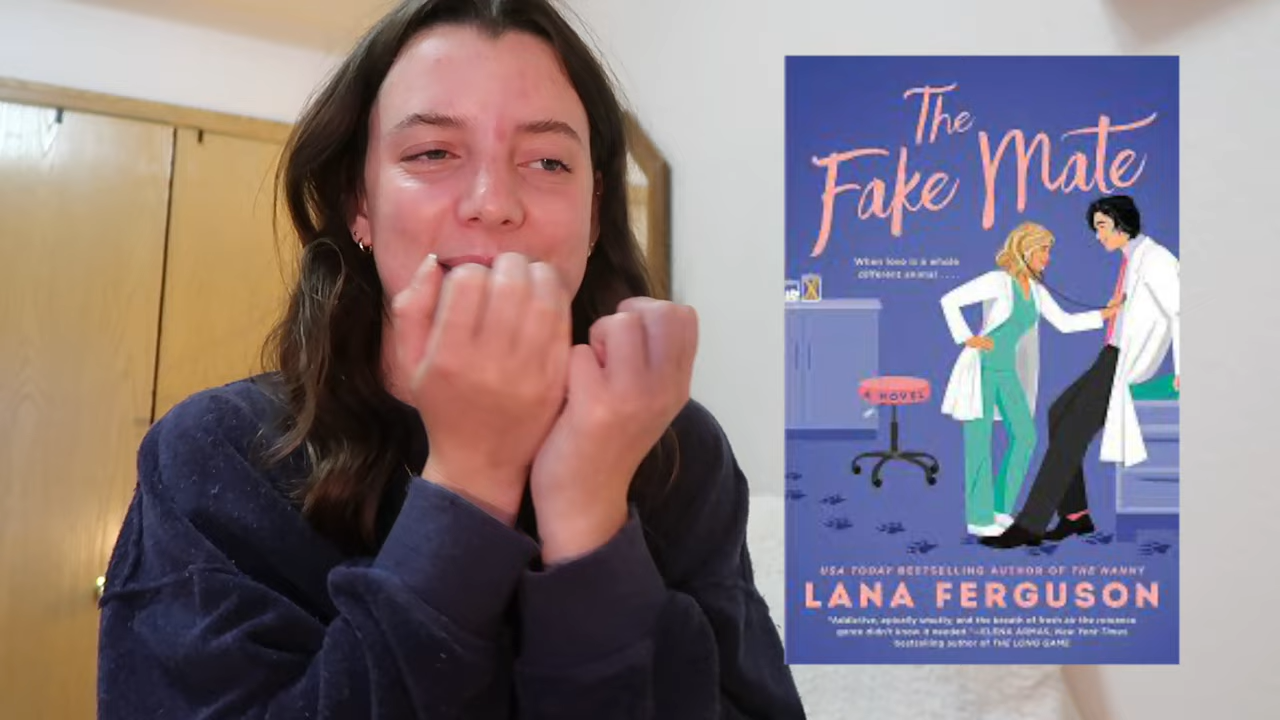 The
Fake Mate
When love is a whole
different animal ....
A NOVEL
USA TODAY BESTSELLING AUTHOR OF THE NANNY
LANA FERGUSON
"Addictive, aptually smutty, and the breath of fresh air the romance
genre didn't know it needed." —ELENA ARMAS, New York Times
bestselling author of THE LONG GAME